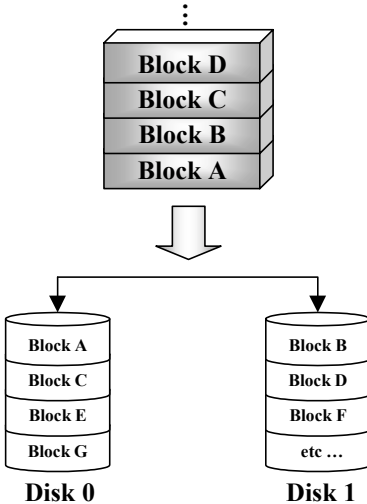 ⋮
Block D
Block C
Block B
Block A
Block A
Block C
Block E
Block G
Disk 0
Block B
Block D
Block F
etc …
Disk 1